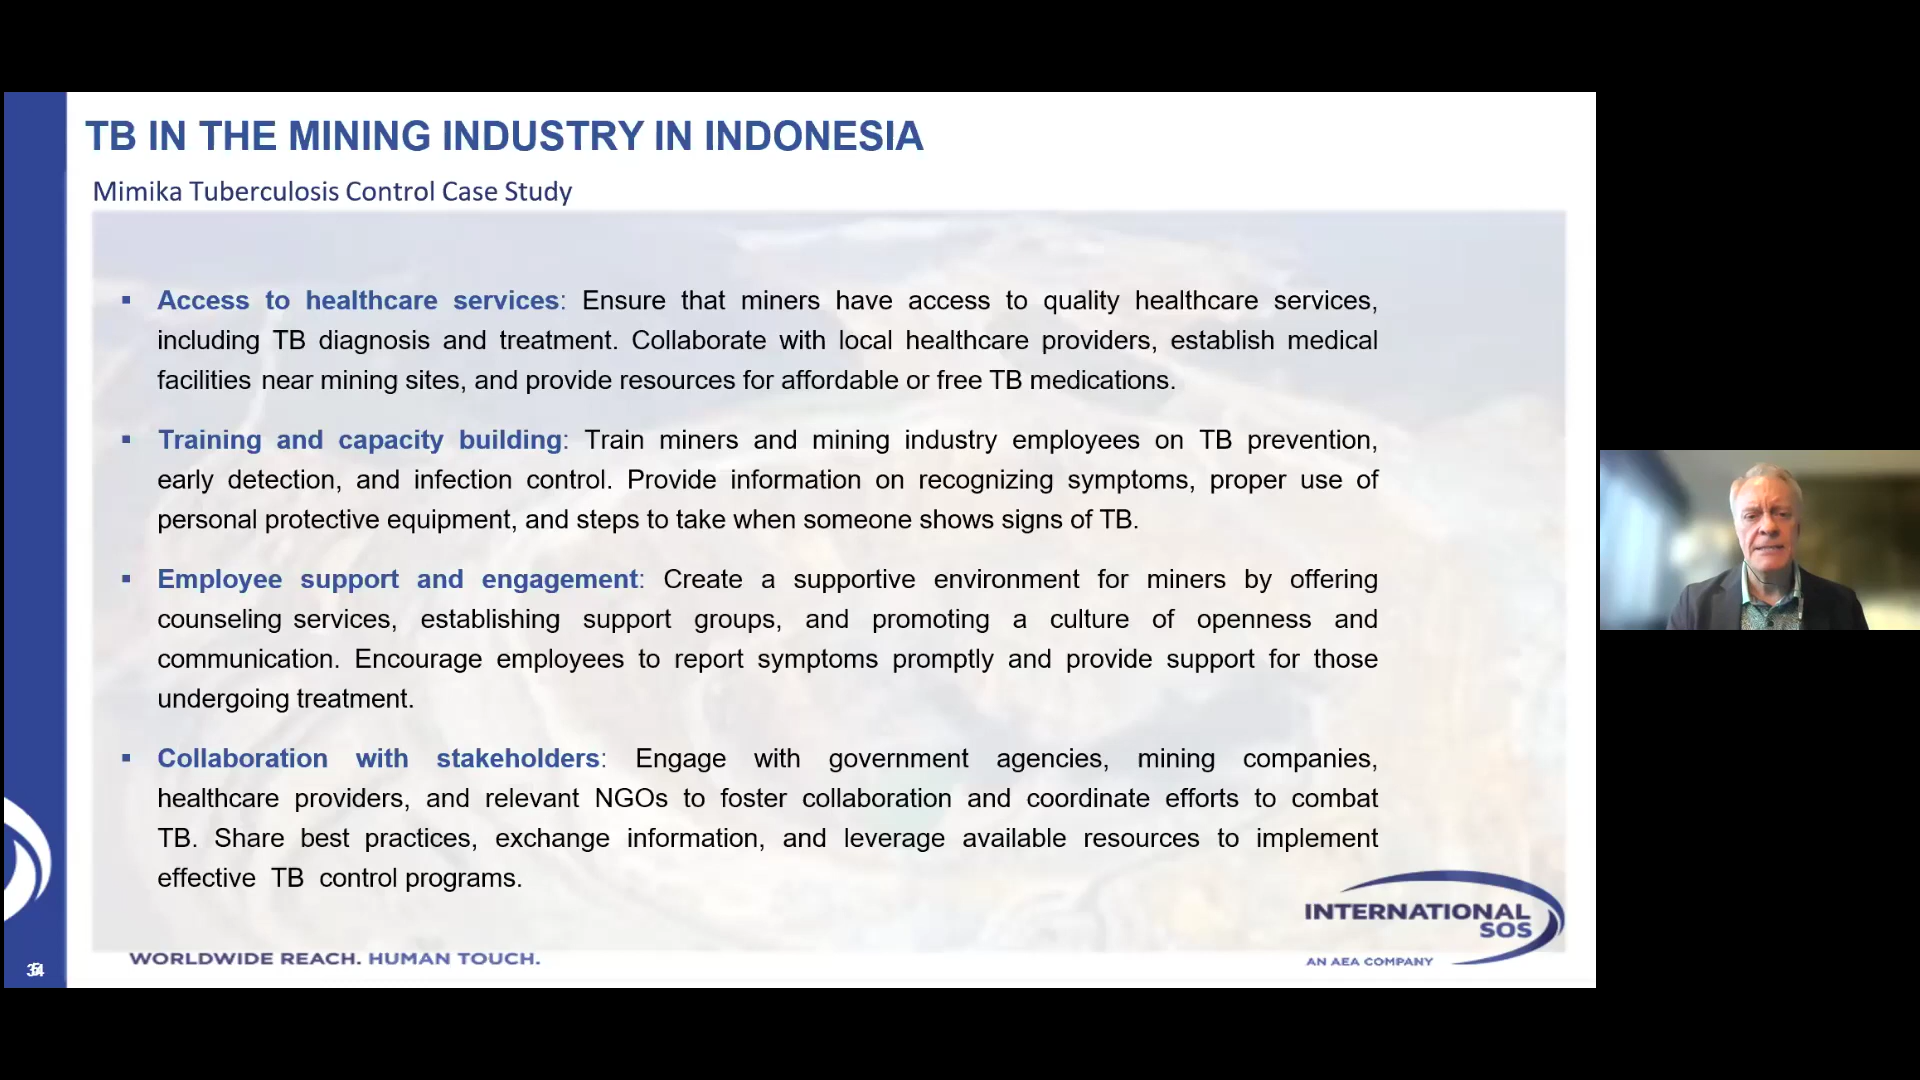 TB IN THE MINING INDUSTRY IN INDONESIA
Mimika Tuberculosis Control Case Study
▪ Access to healthcare services: Ensure that miners have access to quality healthcare services,
including TB diagnosis and treatment. Collaborate with local healthcare providers, establish medical
facilities near mining sites, and provide resources for affordable or free TB medications.
▪ Training and capacity building: Train miners and mining industry employees on TB prevention,
early detection, and infection control. Provide information on recognizing symptoms, proper use of
personal protective equipment, and steps to take when someone shows signs of TB.
▪ Employee support and engagement: Create a supportive environment for miners by offering
counseling services, establishing support groups, and promoting a culture of openness and
communication. Encourage employees to report symptoms promptly and provide support for those
undergoing treatment.
▪ Collaboration with stakeholders: Engage with government agencies, mining companies,
healthcare providers, and relevant NGOs to foster collaboration and coordinate efforts to combat
TB. Share best practices, exchange information, and leverage available resources to implement
effective TB control programs.
INTERNATIONAL
SOS
AN AEA COMPANY
WORLDWIDE REACH. HUMAN TOUCH.